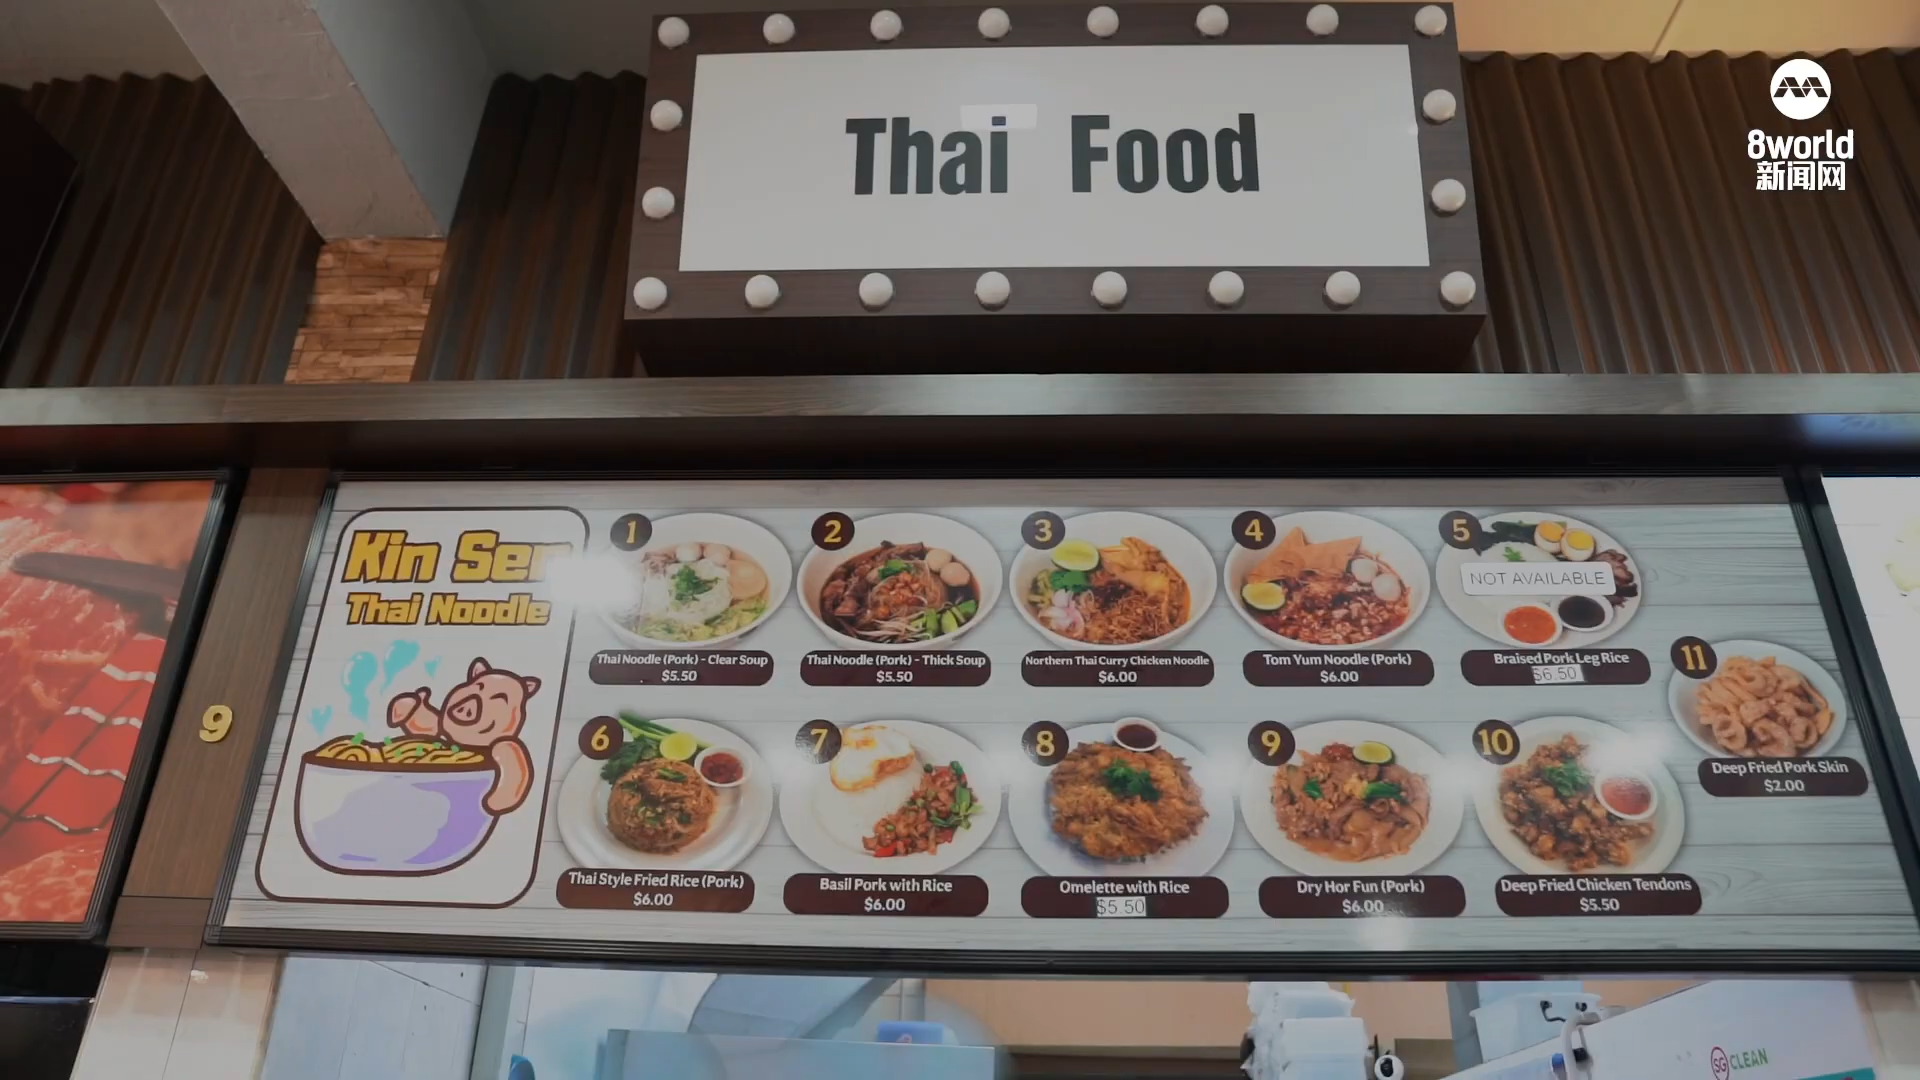 Thai Food
8world
新闻网
Kin Sen
Thai Noodle
9
1
Thai Noodle (Pork) - Clear Soup
$5.50
2
Thai Noodle (Pork) - Thick Soup
$5.50
3
Northern Thai Curry Chicken Noodle
$6.00
4
Tom Yum Noodle (Pork)
$6.00
5
NOT AVAILABLE
Braised Pork Leg Rice
$6.50
6
Thai Style Fried Rice (Pork)
$6.00
7
Basil Pork with Rice
$6.00
8
Omelette with Rice
$5.50
9
Dry Hor Fun (Pork)
$6.00
10
Deep Fried Chicken Tendons
$5.50
11
Deep Fried Pork Skin
$2.00
SG CLEAN